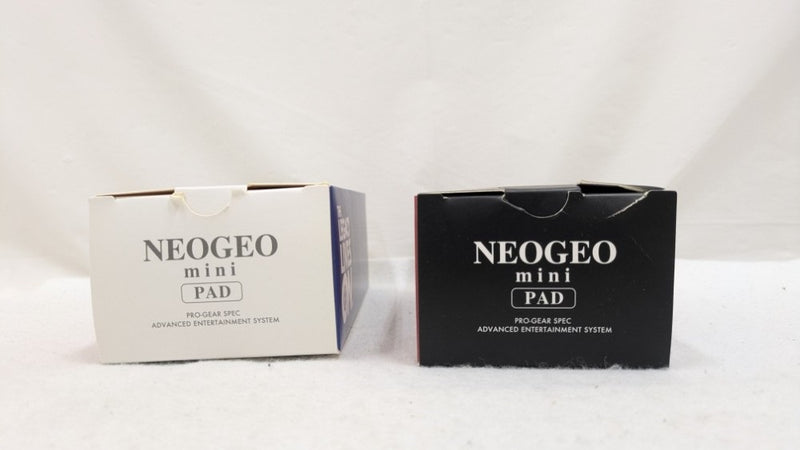 NEOGEO
mini
PAD
PRO-GEAR SPEC
ADVANCED ENTERTAINMENT SYSTEM
NEOGEO
mini
PAD
PRO-GEAR SPEC
ADVANCED ENTERTAINMENT SYSTEM